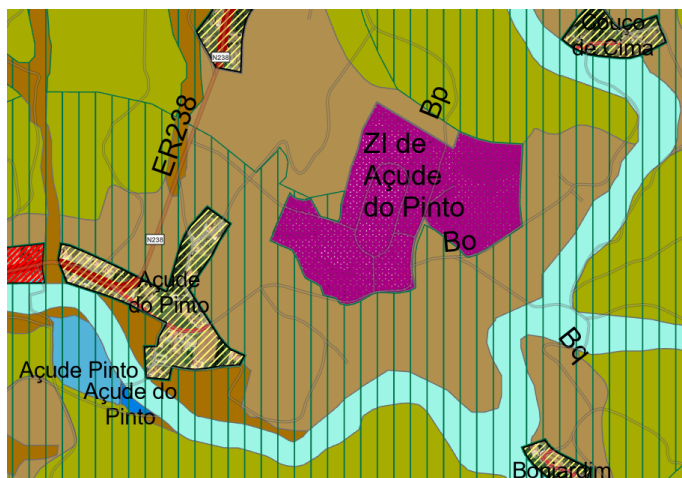 Couço
de Cima
N238
Bp
ER238
ZI de
Açude
do Pinto
Bo
N238
Açude
do Pinto
Bq
Açude Pinto
Açude do
Pinto
Bonjardim